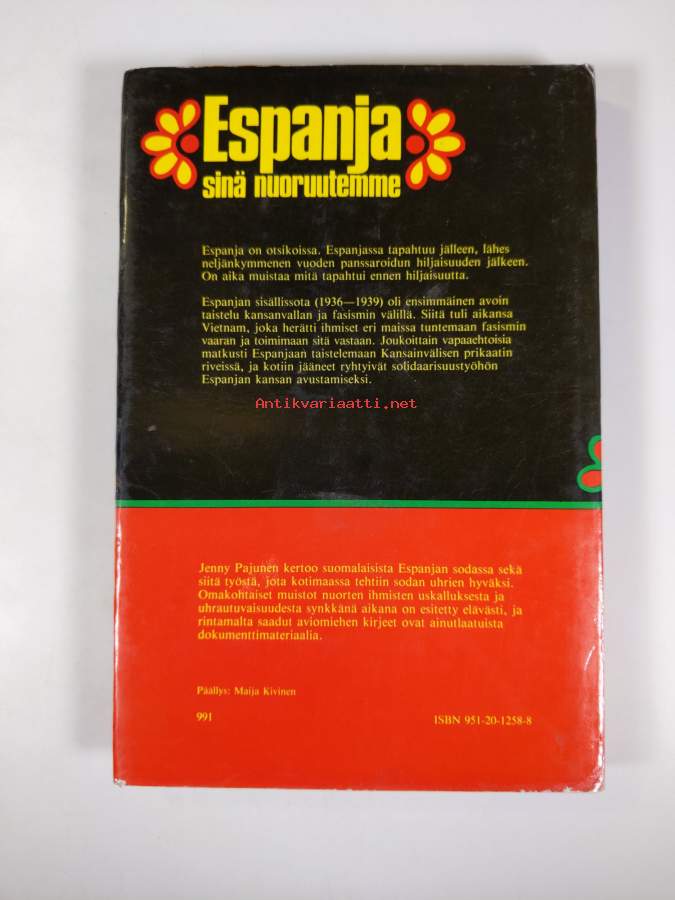 Espanja
sinä nuoruutemme
Espanja on otsikoissa. Espanjassa tapahtuu jälleen, lähes
neljänkymmenen vuoden panssaroidun hiljaisuuden jälkeen.
On aika muistaa mitä tapahtui ennen hiljaisuutta.
Espanjan sisällissota (1936—1939) oli ensimmäinen avoin
taistelu kansanvallan ja fasismin välillä. Siitä tuli aikansa
Vietnam, joka herätti ihmiset eri maissa tuntemaan fasismin
vaaran ja toimimaan sitä vastaan. Joukoittain vapaaehtoisia
matkusti Espanjaan taistelemaan Kansainvälisen prikaatin
riveissä, ja kotiin jääneet ryhtyivät solidaarisuustyöhön
Espanjan kansan avustamiseksi.
Antikvariaatti.net
Jenny Pajunen kertoo suomalaisista Espanjan sodassa sekä
siitä työstä, jota kotimaassa tehtiin sodan uhrien hyväksi.
Omakohtaiset muistot nuorten ihmisten uskalluksesta ja
uhrautuvaisuudesta synkkänä aikana on esitetty elävästi, ja
rintamalta saadut aviomiehen kirjeet ovat ainutlaatuista
dokumenttimateriaalia.
Päällys: Maija Kivinen
991
ISBN 951-20-1258-8